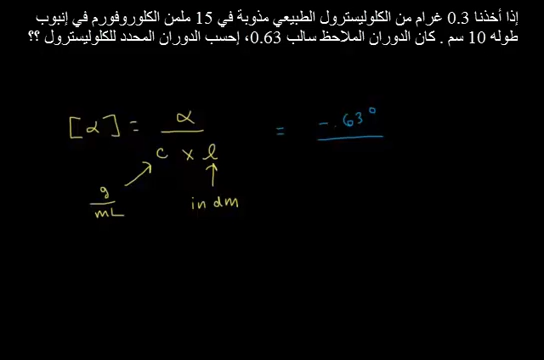 إذا أخذنا 0.3 غرام من الكلوليسترول الطبيعي مذوبة في 15 ملمن الكلوروفورم في إنبوب
طوله 10 سم . كان الدوران الملاحظ سالب 0.63، إحسب الدوران المحدد للكلوليسترول ؟؟
[α] = α / c × l = -.63°
g / mL
in dm